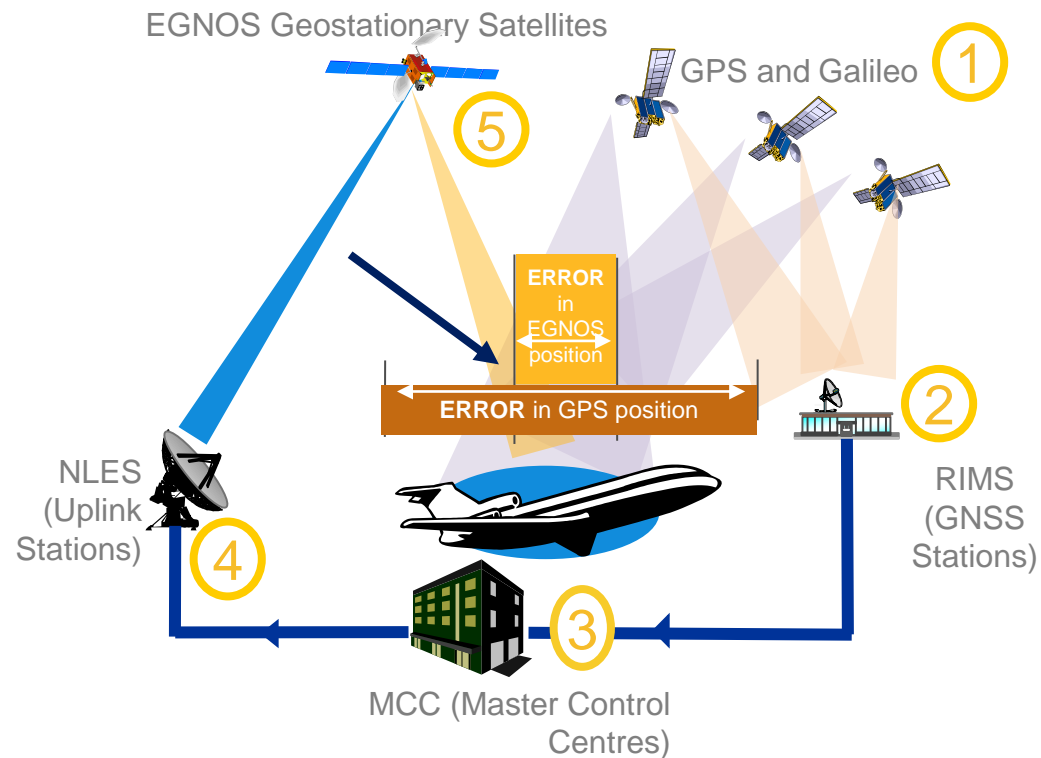 EGNOS Geostationary Satellites
GPS and Galileo
1
5
ERROR
in
EGNOS
position
ERROR in GPS position
2
NLES
(Uplink
Stations)
RIMS
(GNSS
Stations)
4
3
MCC (Master Control
Centres)